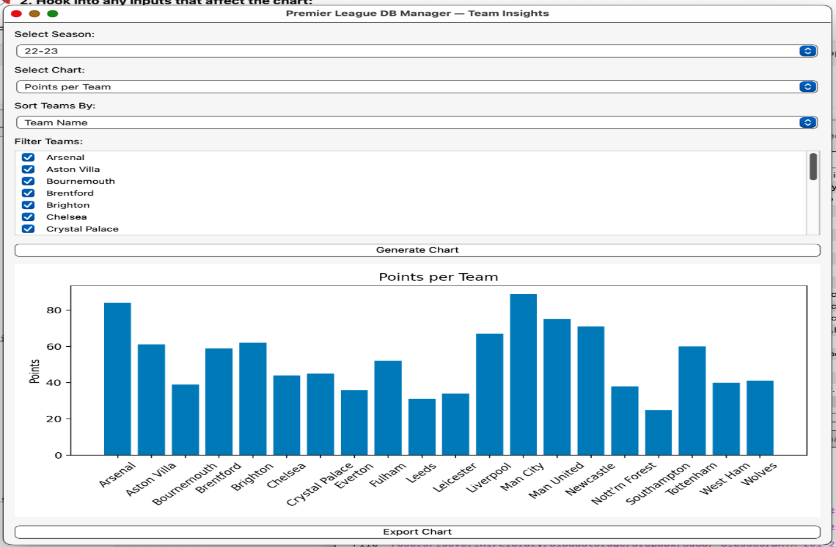 2. Hook into any inputs that affect the chart:
Premier League DB Manager — Team Insights
Select Season:
22-23
Select Chart:
Points per Team
Sort Teams By:
Team Name
Filter Teams:
Arsenal
Aston Villa
Bournemouth
Brentford
Brighton
Chelsea
Crystal Palace
Generate Chart
Points per Team
Points
80
60
40
20
0
Arsenal
Aston Villa
Bournemouth
Brentford
Brighton
Chelsea
Crystal Palace
Everton
Fulham
Leeds
Leicester
Liverpool
Man City
Man United
Newcastle
Nott'm Forest
Southampton
Tottenham
West Ham
Wolves
Export Chart